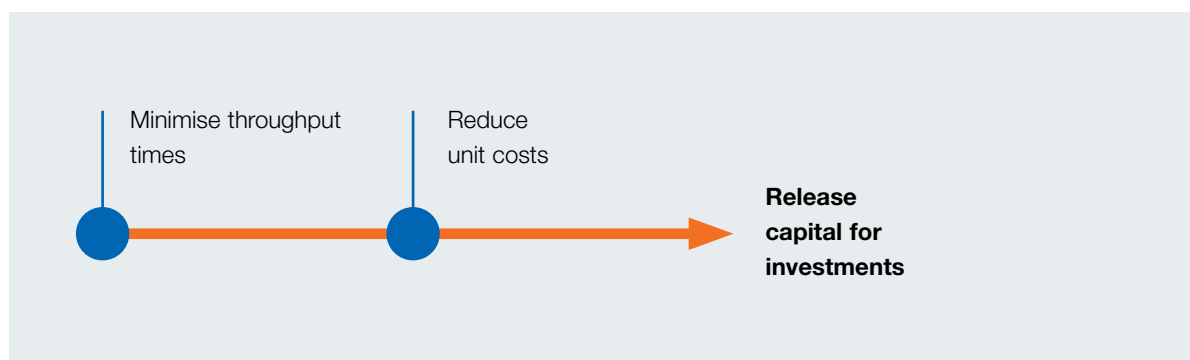 Minimise throughput
times
Reduce
unit costs
Release
capital for
investments